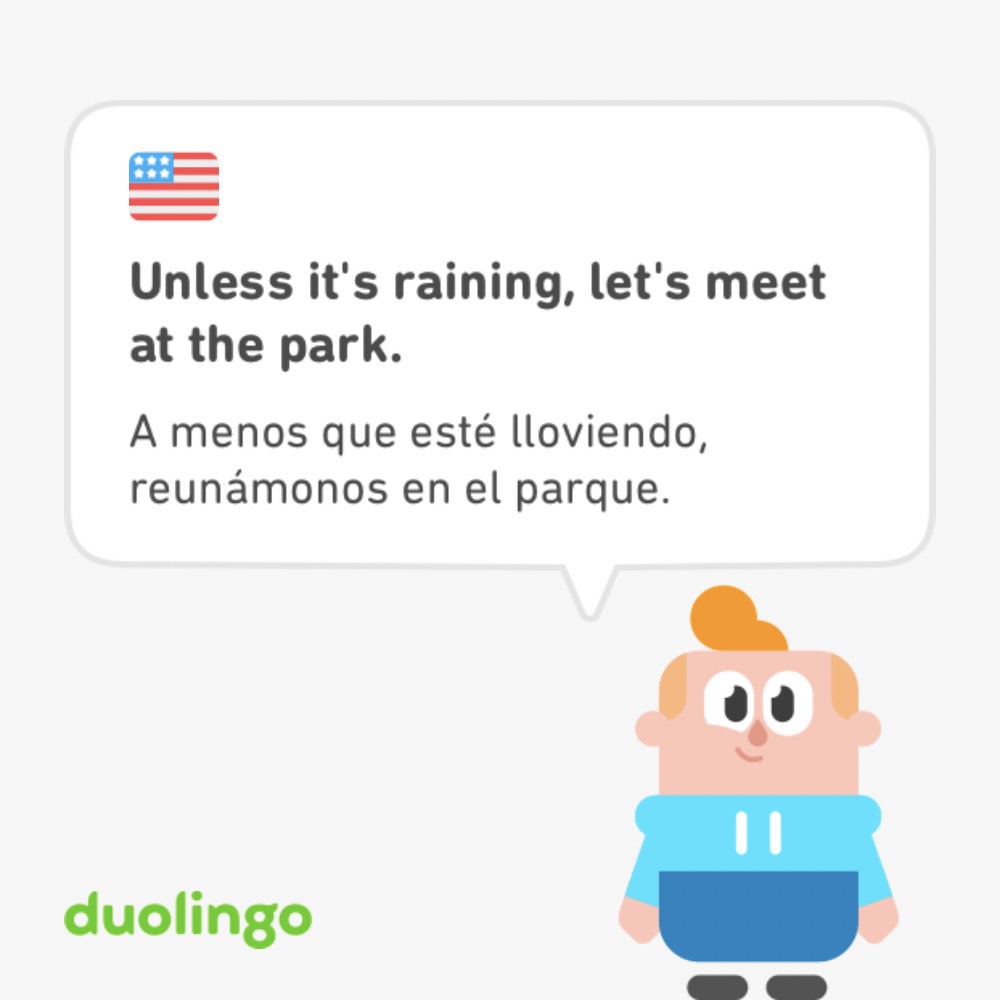 Unless it's raining, let's meet
at the park.
A menos que esté lloviendo,
reunámonos en el parque.
duolingo